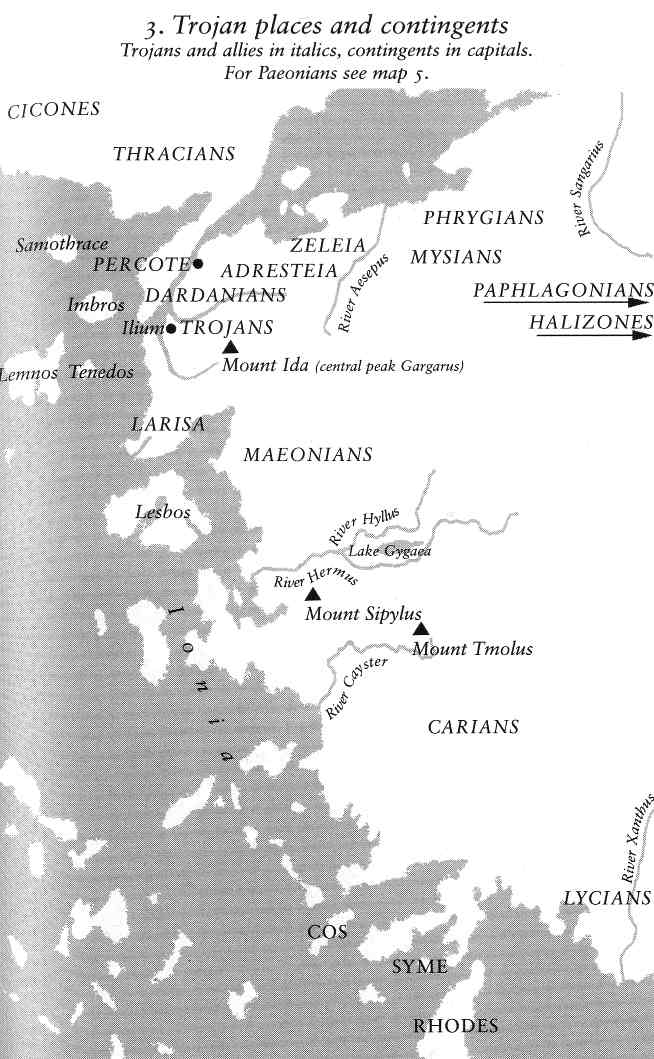 3. Trojan places and contingents
Trojans and allies in italics, contingents in capitals.
For Paeonians see map 5.
CICONES
THRACIANS
River Sangarius
PHRYGIANS
Samothrace
ZELEIA
MYSIANS
PERCOTE
ADRESTEIA
River Aesepus
DARDANIANS
PAPHLAGONIANS
Imbros
Ilium
TROJANS
HALIZONES
Mount Ida (central peak Gargarus)
Lemnos
Tenedos
LARISA
MAEONIANS
Lesbos
River Hyllus
Lake Gygaea
River Hermus
Mount Sipylus
Ionia
Mount Tmolus
River Cayster
CARIANS
River Xanthus
LYCIANS
COS
SYME
RHODES